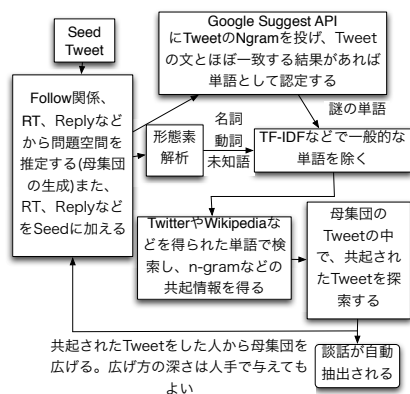 Seed
Tweet
Google Suggest API
にTweetのNgramを投げ、Tweet
の文とほぼ一致する結果があれば
単語として認定する
Follow関係、
RT、Replyなど
から問題空間を
推定する(母集団
の生成)また、
RT、Replyなど
をSeedに加える
形態素
解析
名詞
動詞
未知語
謎の単語
TF-IDFなどで一般的な
単語を除く
TwitterやWikipediaな
どを得られた単語で検
索し、n-gramなどの
共起情報を得る
母集団の
Tweetの中
で、共起され
たTweetを探
索する
共起されたTweetをした人から母集団を
広げる。広げ方の深さは人手で与えても
よい
談話が自動
抽出される